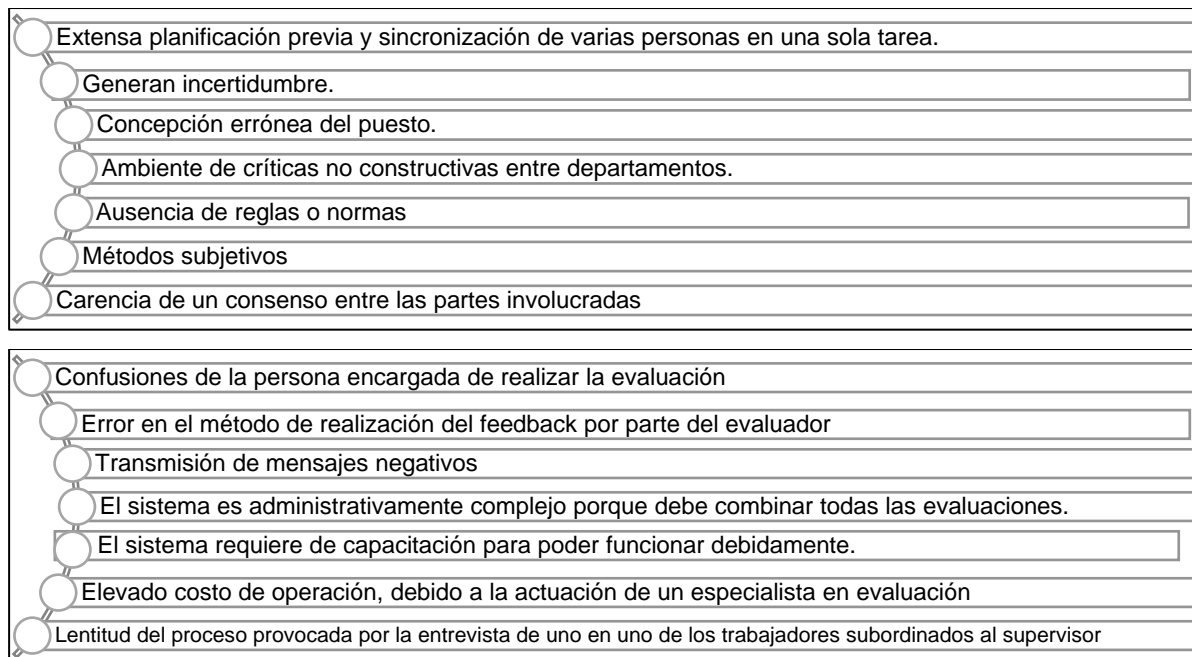 Extensa planificación previa y sincronización de varias personas en una sola tarea.
Generan incertidumbre.
Concepción errónea del puesto.
Ambiente de críticas no constructivas entre departamentos.
Ausencia de reglas o normas
Métodos subjetivos
Carencia de un consenso entre las partes involucradas
Confusiones de la persona encargada de realizar la evaluación
Error en el método de realización del feedback por parte del evaluador
Transmisión de mensajes negativos
El sistema es administrativamente complejo porque debe combinar todas las evaluaciones.
El sistema requiere de capacitación para poder funcionar debidamente.
Elevado costo de operación, debido a la actuación de un especialista en evaluación
Lentitud del proceso provocada por la entrevista de uno en uno de los trabajadores subordinados al supervisor